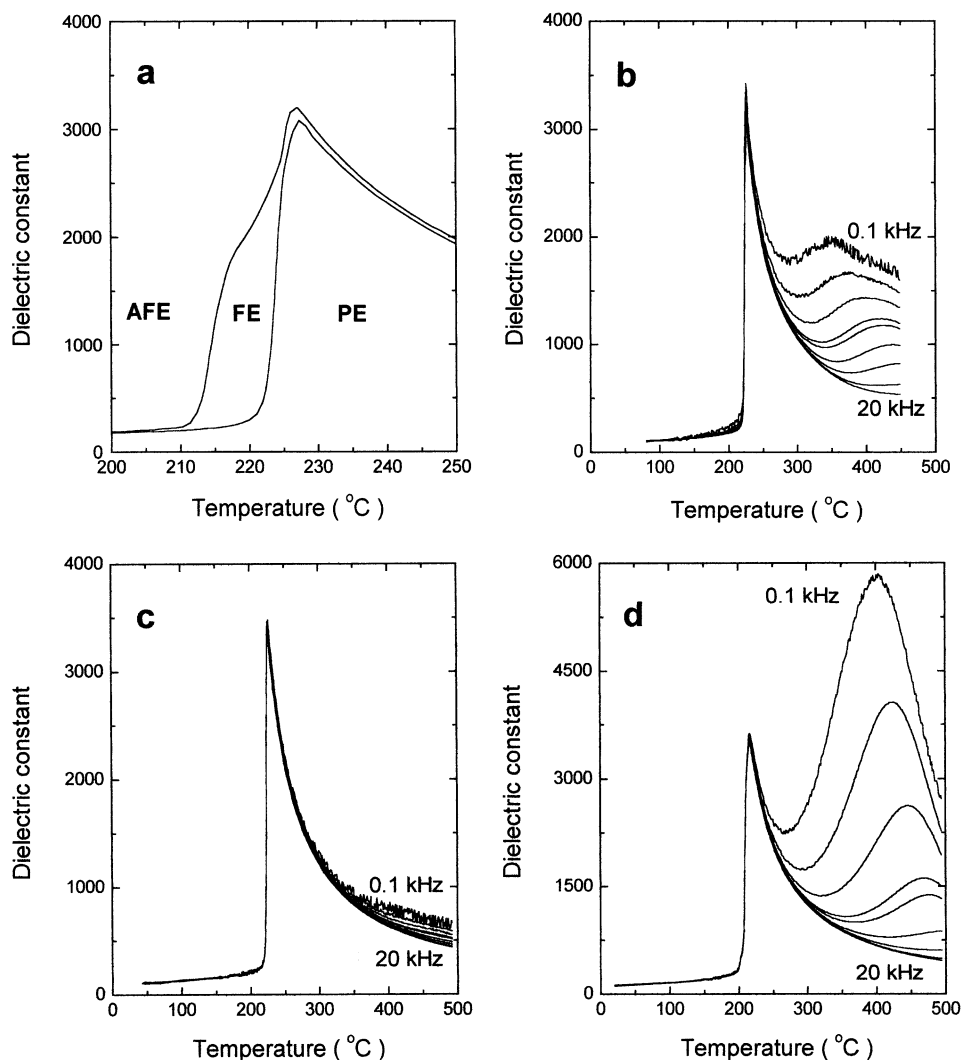 a
4000
3000
2000
1000
0
Dielectric constant
AFE
FE
PE
200
210
220
230
240
250
Temperature ( °C )
b
4000
3000
2000
1000
0
Dielectric constant
0.1 kHz
20 kHz
0
100
200
300
400
500
Temperature ( °C )
c
4000
3000
2000
1000
0
Dielectric constant
0.1 kHz
20 kHz
0
100
200
300
400
500
Temperature ( °C )
d
6000
4500
3000
1500
0
Dielectric constant
0.1 kHz
20 kHz
0
100
200
300
400
500
Temperature ( °C )